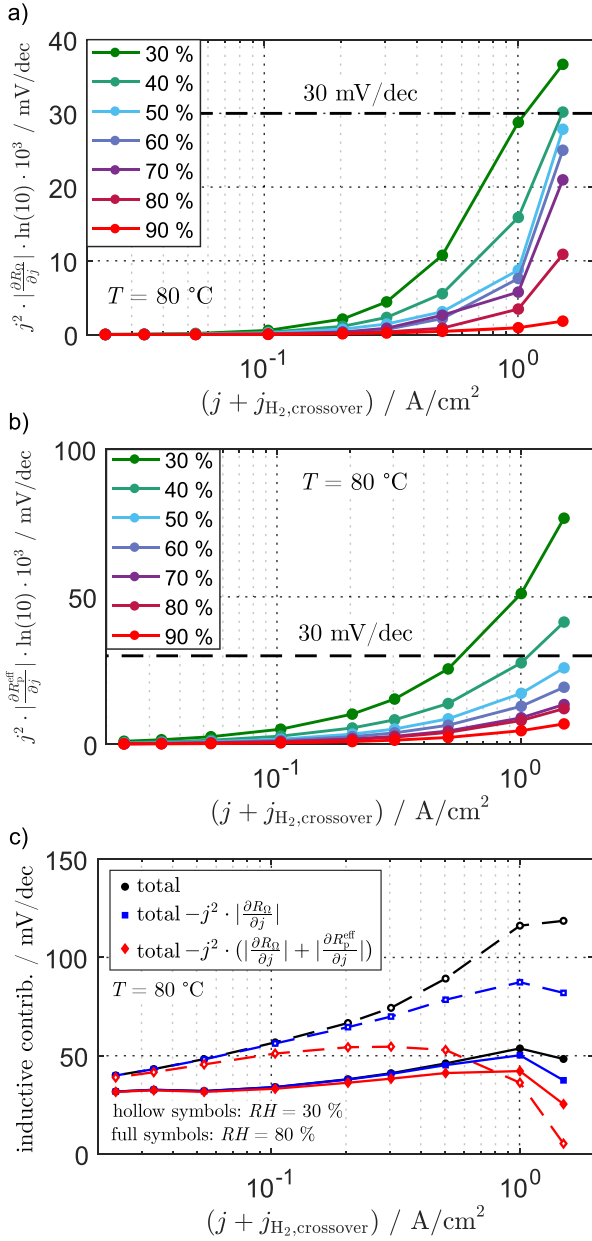 a)
40
30
20
10
0
30 %
40 %
50 %
60 %
70 %
80 %
90 %
30 mV/dec
T = 80 °C
j² · |∂R_Ω/∂j| · ln(10) · 10³ / mV/dec
10⁻¹
10⁰
(j + j_H₂,crossover) / A/cm²
b)
100
50
0
30 %
40 %
50 %
60 %
70 %
80 %
90 %
T = 80 °C
30 mV/dec
j² · |∂R_p^eff/∂j| · ln(10) · 10³ / mV/dec
10⁻¹
10⁰
(j + j_H₂,crossover) / A/cm²
c)
150
100
50
0
total
total −j² · |∂R_Ω/∂j|
total −j² · (|∂R_Ω/∂j| + |∂R_p^eff/∂j|)
T = 80 °C
hollow symbols: RH = 30 %
full symbols: RH = 80 %
inductive contrib. / mV/dec
10⁻¹
10⁰
(j + j_H₂,crossover) / A/cm²